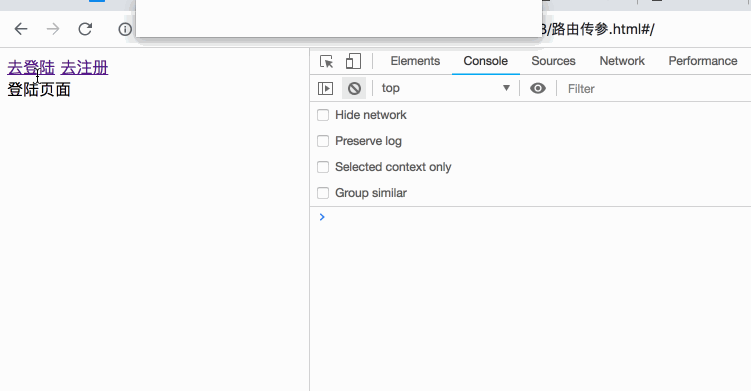 3/路由传参.html#/
去登陆 去注册
登陆页面
Elements Console Sources Network Performance
top Filter
Hide network
Preserve log
Selected context only
Group similar